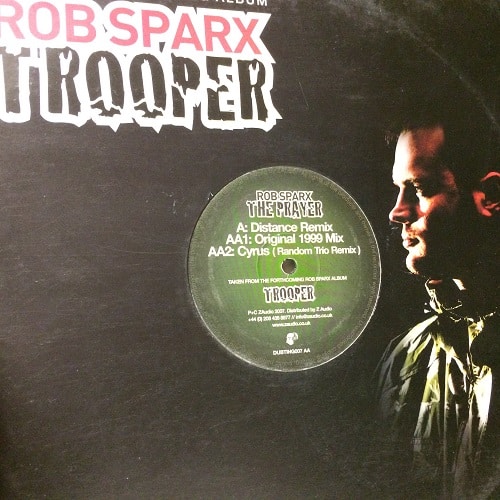 ALBUM
ROB SPARX
TROOPER
ROB SPARX
THE PRAYER
A: Distance Remix
AA1: Original 1999 Mix
AA2: Cyrus ( Random Trio Remix )
TAKEN FROM THE FORTHCOMING ROB SPARX ALBUM
TROOPER
P+C ZAudio 2007. Distributed by Z Audio
www.zaudio.co.uk